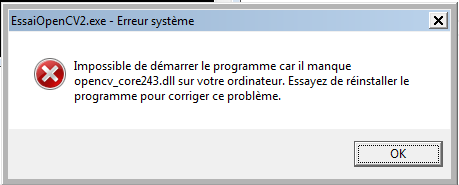 EssaiOpenCV2.exe - Erreur système
Impossible de démarrer le programme car il manque
opencv_core243.dll sur votre ordinateur. Essayez de réinstaller le
programme pour corriger ce problème.
OK